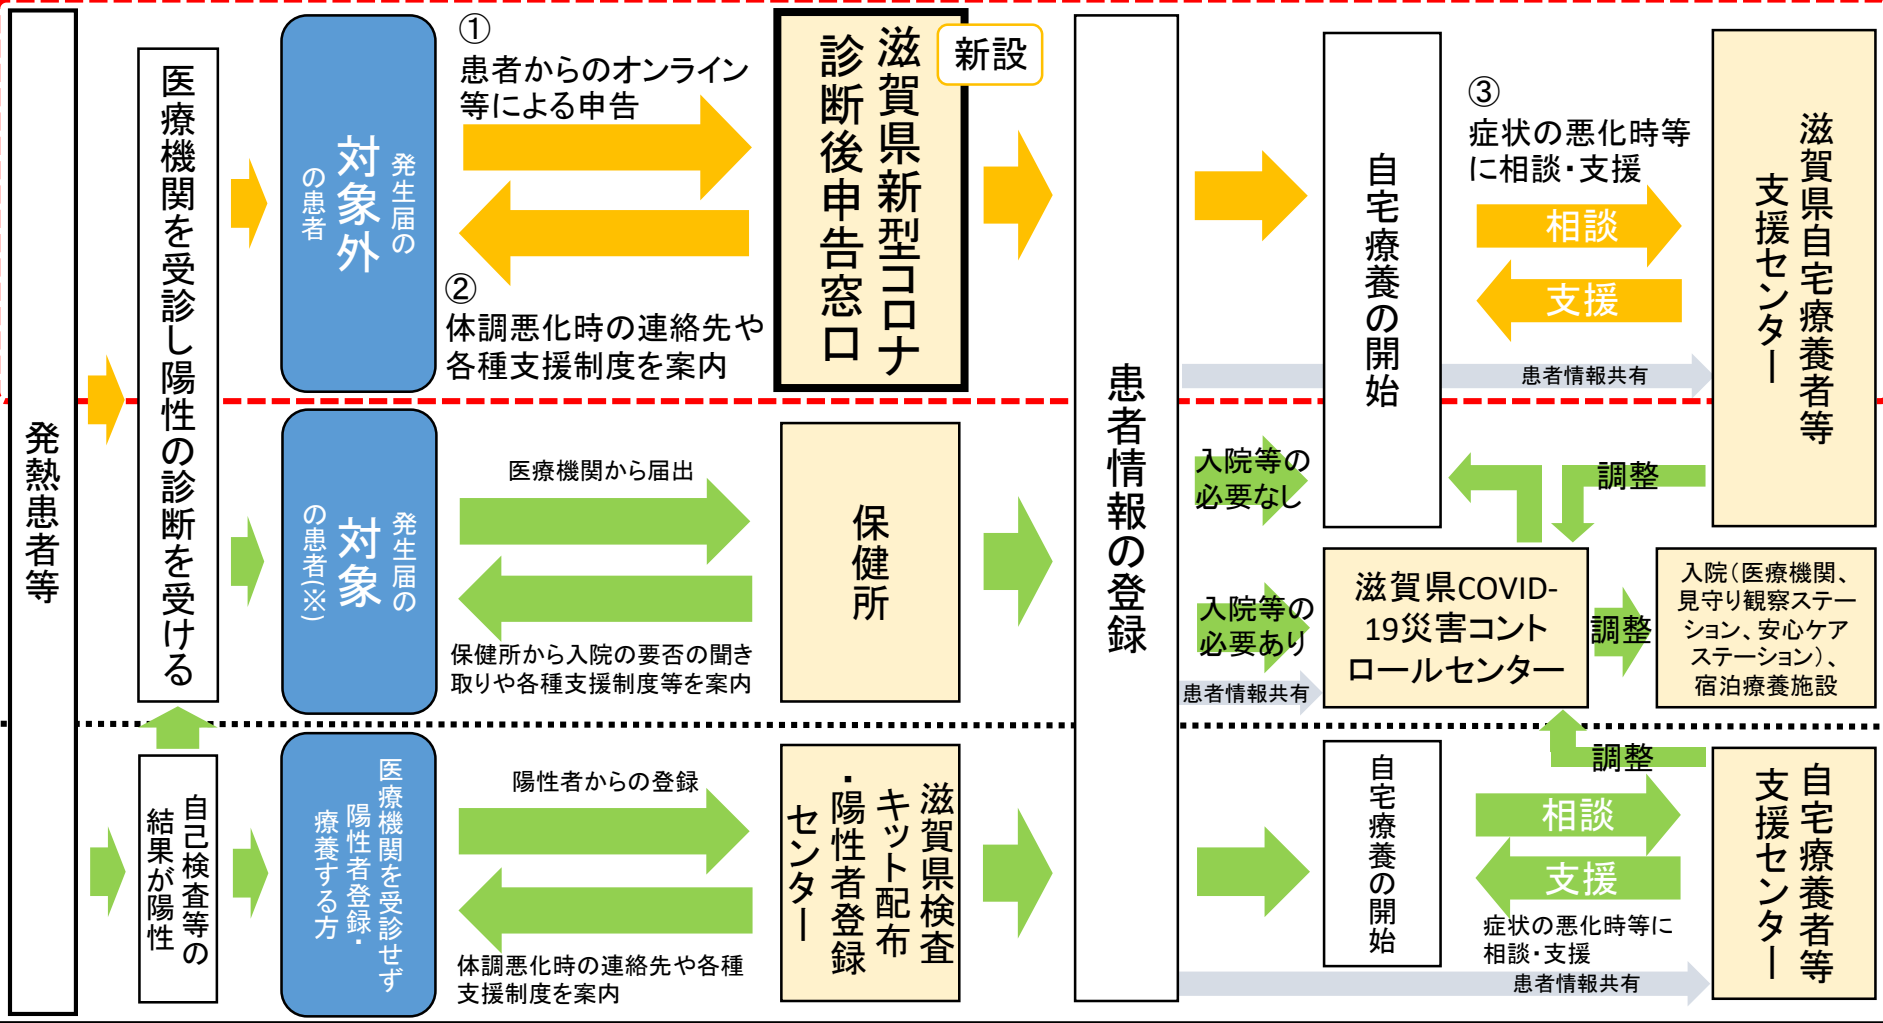 発熱患者等
医療機関を受診し陽性の診断を受ける
発生届の
対象外
の患者
①
患者からのオンライン
等による申告
②
体調悪化時の連絡先や
各種支援制度を案内
滋賀県新型コロナ
診断後申告窓口
新設
患者情報の登録
自宅療養の開始
③
症状の悪化時等
に相談・支援
相談
支援
患者情報共有
滋賀県自宅療養者等
支援センター
発生届の
対象
の患者(※)
医療機関から届出
保健所から入院の要否の聞き
取りや各種支援制度等を案内
保健所
入院等の
必要なし
入院等の
必要あり
患者情報共有
調整
滋賀県COVID-
19災害コント
ロールセンター
調整
入院（医療機関、
見守り観察ステー
ション、安心ケア
ステーション）、
宿泊療養施設
自己検査等の
結果が陽性
医療機関を受診せず
陽性者登録・
療養する方
陽性者からの登録
体調悪化時の連絡先や各種
支援制度を案内
滋賀県検査
キット配布
・陽性者登録
センター
自宅療養の開始
調整
相談
支援
症状の悪化時等に
相談・支援
患者情報共有
自宅療養者等
支援センター